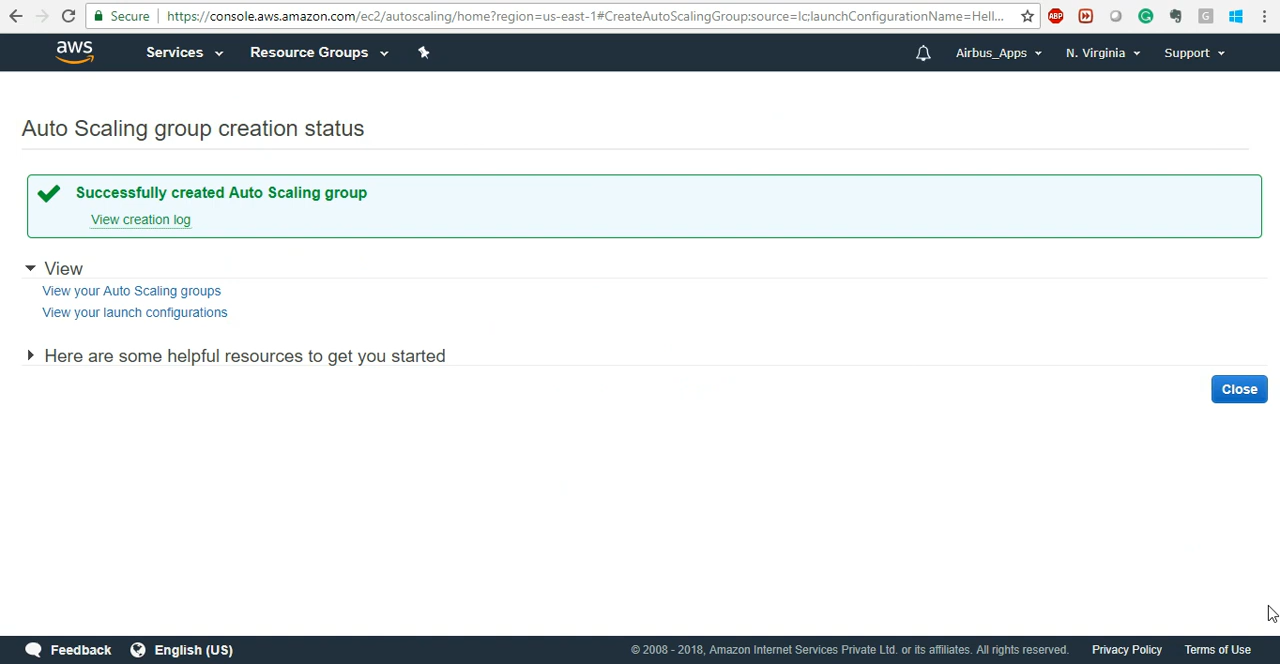 Secure https://console.aws.amazon.com/ec2/autoscaling/home?region=us-east-1#CreateAutoScalingGroup:source=lc;launchConfigurationName=Hell... ABP G
aws Services Resource Groups Airbus_Apps N. Virginia Support
Auto Scaling group creation status
Successfully created Auto Scaling group
View creation log
View
View your Auto Scaling groups
View your launch configurations
Here are some helpful resources to get you started
Close
Feedback English (US) © 2008 - 2018, Amazon Internet Services Private Ltd. or its affiliates. All rights reserved. Privacy Policy Terms of Use